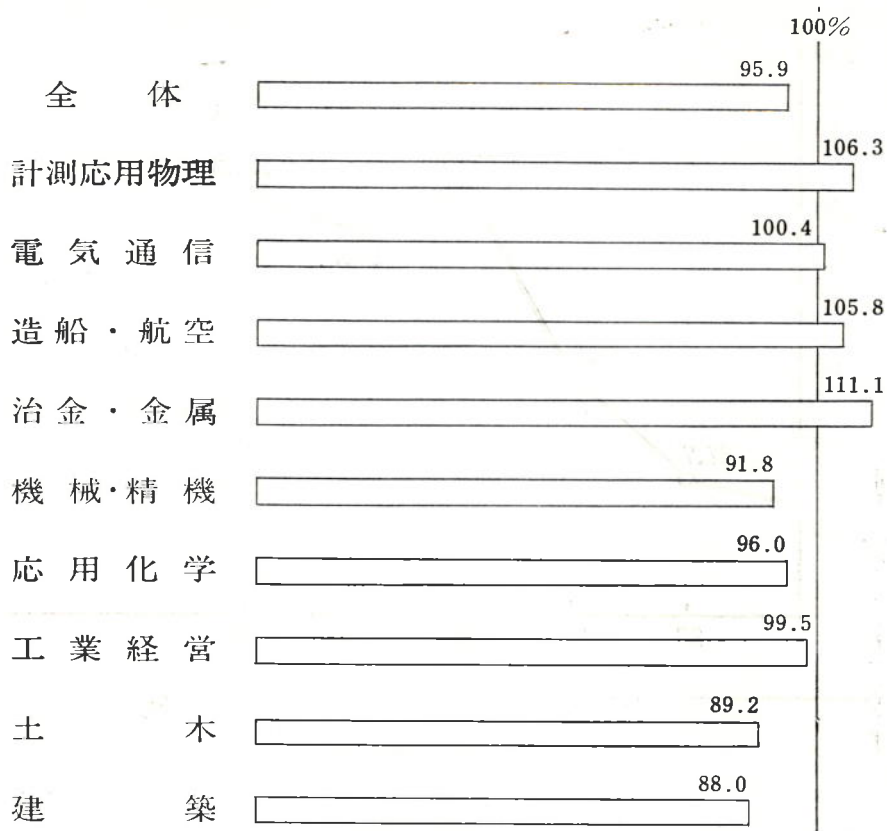 100%
95.9
全体
106.3
計測応用物理
100.4
電気通信
105.8
造船・航空
111.1
冶金・金属
91.8
機械・精機
96.0
応用化学
99.5
工業経営
89.2
土木
88.0
建築